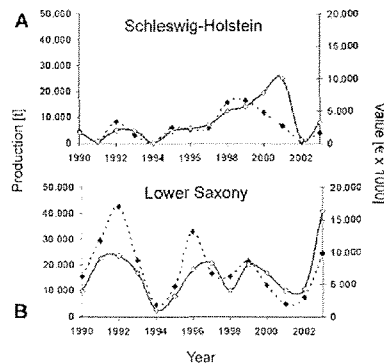 A
Schleswig-Holstein
50.000
40.000
30.000
20.000
10.000
0
20.000
15.000
10.000
5.000
0
1990 1992 1994 1996 1998 2000 2002
Production [t]
Value [€ x 1000]
Lower Saxony
50.000
40.000
30.000
20.000
10.000
0
20.000
15.000
10.000
5.000
0
B
1990 1992 1994 1996 1998 2000 2002
Year